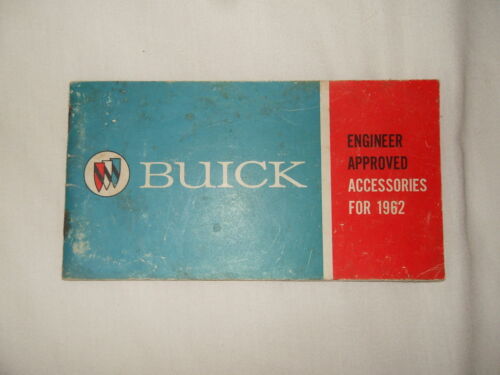 BUICK
ENGINEER
APPROVED
ACCESSORIES
FOR 1962